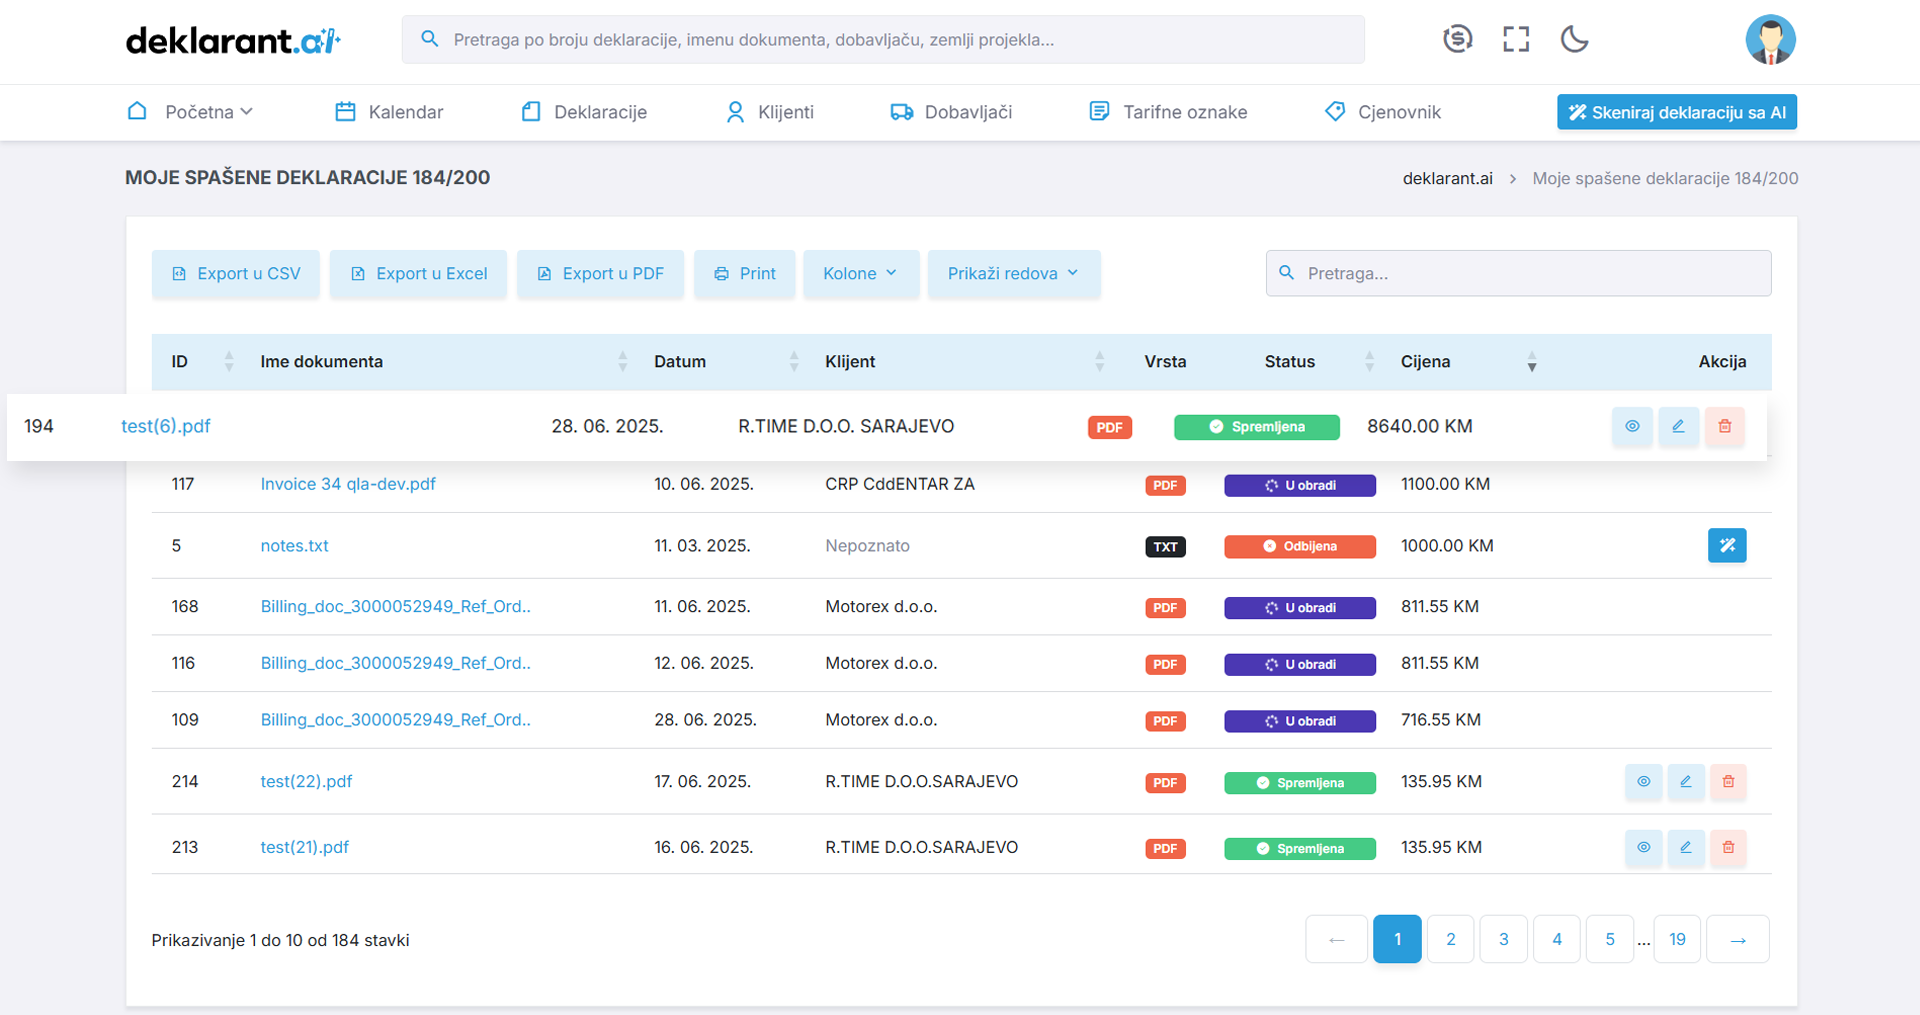 deklarant.ai
Pretraga po broju deklaracije, imenu dokumenta, dobavljaču, zemlji projekla...
Početna
Kalendar
Deklaracije
Klijenti
Dobavljači
Tarifne oznake
Cjenovnik
Skeniraj deklaraciju sa AI
MOJE SPAŠENE DEKLARACIJE 184/200
deklarant.ai > Moje spašene deklaracije 184/200
Export u CSV
Export u Excel
Export u PDF
Print
Kolone
Prikaži redova
Pretraga...
ID Ime dokumenta Datum Klijent Vrsta Status Cijena Akcija
194 test(6).pdf 28. 06. 2025. R.TIME D.O.O. SARAJEVO PDF Spremljena 8640.00 KM
117 Invoice 34 qla-dev.pdf 10. 06. 2025. CRP CddENTAR ZA PDF U obradi 1100.00 KM
5 notes.txt 11. 03. 2025. Nepoznato TXT Odbijena 1000.00 KM
168 Billing_doc_3000052949_Ref_Ord.. 11. 06. 2025. Motorex d.o.o. PDF U obradi 811.55 KM
116 Billing_doc_3000052949_Ref_Ord.. 12. 06. 2025. Motorex d.o.o. PDF U obradi 811.55 KM
109 Billing_doc_3000052949_Ref_Ord.. 28. 06. 2025. Motorex d.o.o. PDF U obradi 716.55 KM
214 test(22).pdf 17. 06. 2025. R.TIME D.O.O.SARAJEVO PDF Spremljena 135.95 KM
213 test(21).pdf 16. 06. 2025. R.TIME D.O.O.SARAJEVO PDF Spremljena 135.95 KM
Prikazivanje 1 do 10 od 184 stavki
← 1 2 3 4 5 ... 19 →